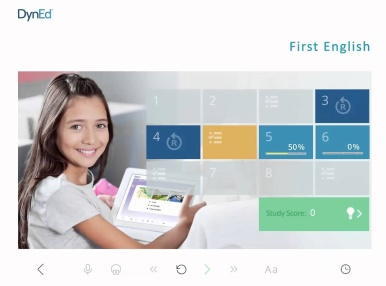 DynEd
First English
1 2 3 R
4 R 5 50% 6 0%
7 8
Study Score: 0
Aa